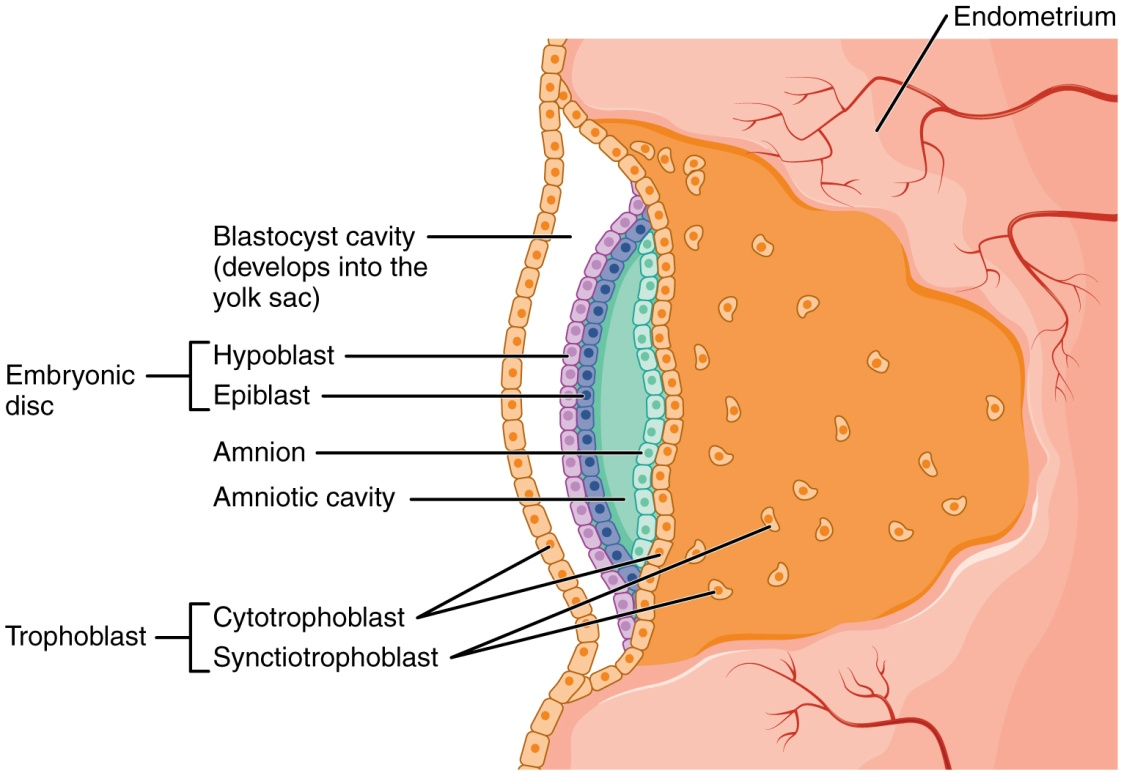 Endometrium
Blastocyst cavity
(develops into the
yolk sac)
Embryonic
disc
Hypoblast
Epiblast
Amnion
Amniotic cavity
Trophoblast
Cytotrophoblast
Synctiotrophoblast